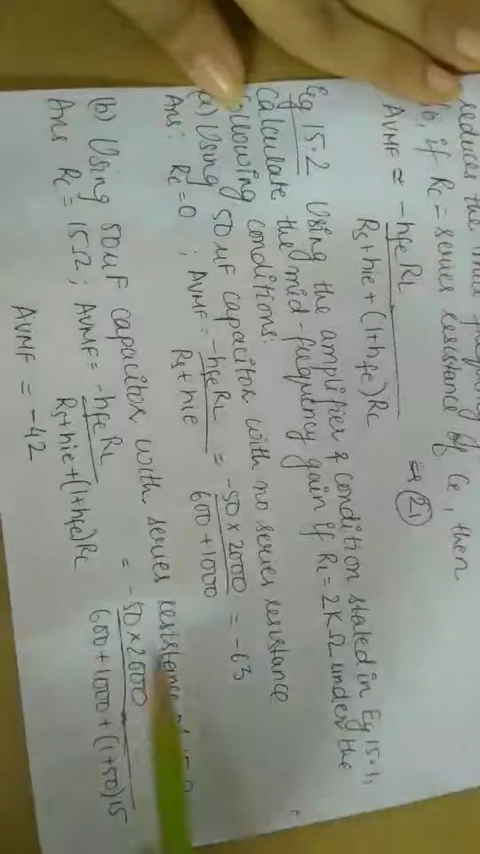 reduces the
if Rc = series resistance of Ce, then
AVMF ≃ -hfe RL / Rs+hie+(1+hfe)Rc ⇒ (21)
Eg 15.2 Using the amplifier & condition stated in Eg 15.1,
calculate the mid-frequency gain if RL = 2KΩ under the
following conditions:
(a) Using 50 μF capacitor with no series resistance
Ans: Rc = 0 ; AVMF = -hfe RL / Rs+hie = -50×2000 / 600+1000 = -63
(b) Using 50μF capacitor with series resistance
Ans Rc = 15Ω ; AVMF = -hfe RL / Rs+hie+(1+hfe)Rc = -50×2000 / 600+1000+(1+50)15
AVMF = -42